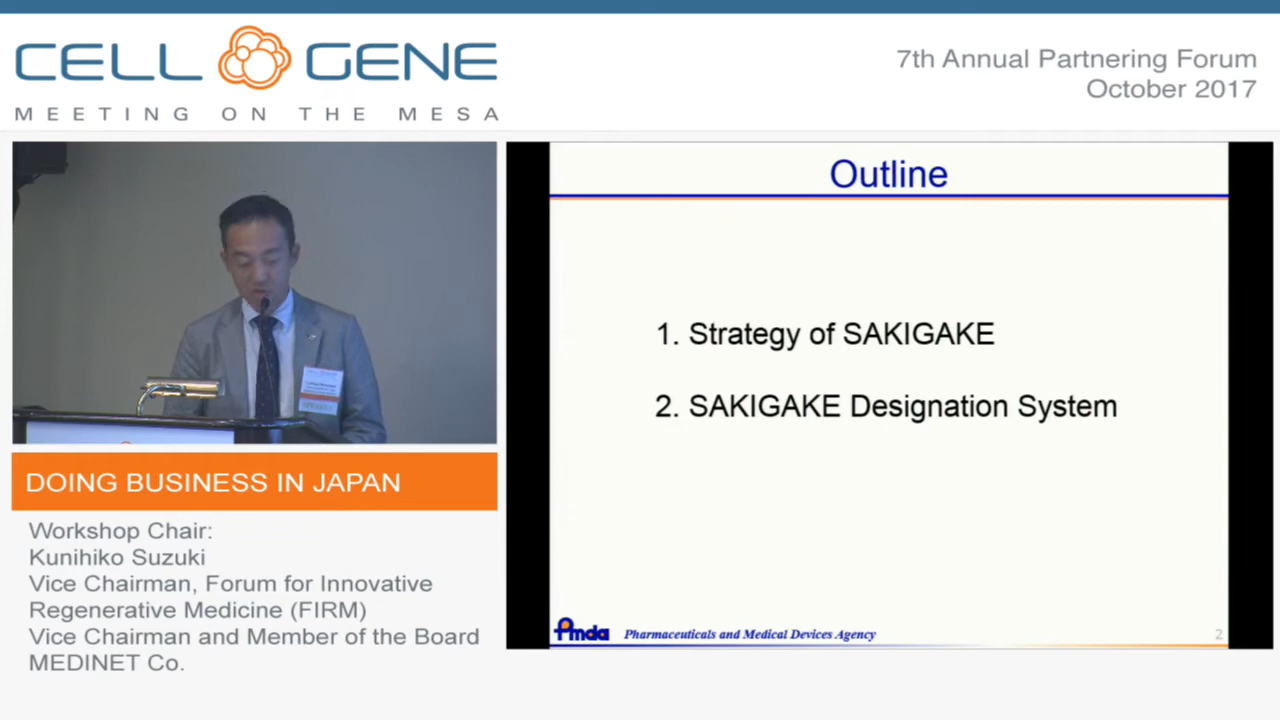 CELL GENE
MEETING ON THE MESA
7th Annual Partnering Forum
October 2017
Outline
1. Strategy of SAKIGAKE
2. SAKIGAKE Designation System
Pmda Pharmaceuticals and Medical Devices Agency
2
DOING BUSINESS IN JAPAN
Workshop Chair:
Kunihiko Suzuki
Vice Chairman, Forum for Innovative
Regenerative Medicine (FIRM)
Vice Chairman and Member of the Board
MEDINET Co.